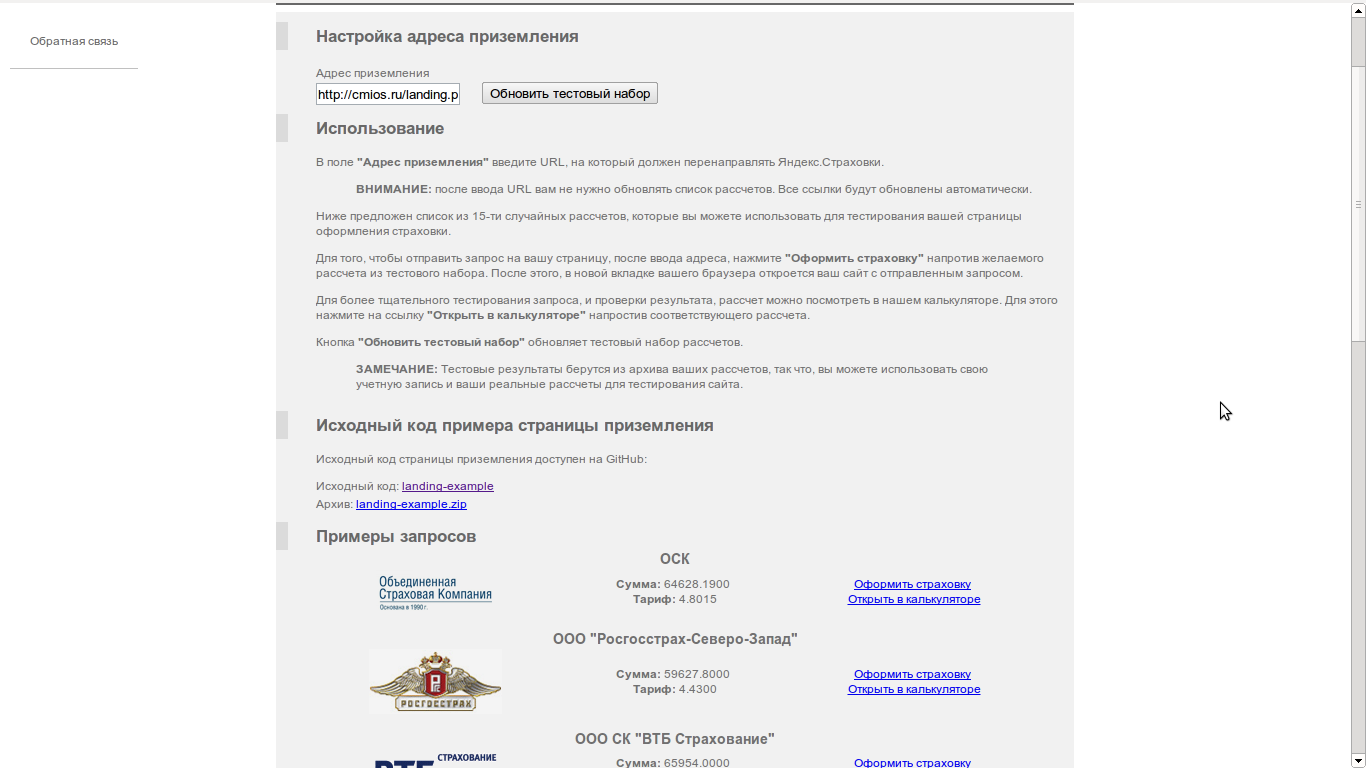 Обратная связь
Настройка адреса приземления
Адрес приземления
http://cmios.ru/landing.p
Обновить тестовый набор
Использование
В поле "Адрес приземления" введите URL, на который должен перенаправлять Яндекс.Страховки.
ВНИМАНИЕ: после ввода URL вам не нужно обновлять список рассчетов. Все ссылки будут обновлены автоматически.
Ниже предложен список из 15-ти случайных рассчетов, которые вы можете использовать для тестирования вашей страницы
оформления страховки.
Для того, чтобы отправить запрос на вашу страницу, после ввода адреса, нажмите "Оформить страховку" напротив желаемого
рассчета из тестового набора. После этого, в новой вкладке вашего браузера откроется ваш сайт с отправленным запросом.
Для более тщательного тестирования запроса, и проверки результата, рассчет можно посмотреть в нашем калькуляторе. Для этого
нажмите на ссылку "Открыть в калькуляторе" напростив соответствующего рассчета.
Кнопка "Обновить тестовый набор" обновляет тестовый набор рассчетов.
ЗАМЕЧАНИЕ: Тестовые результаты берутся из архива ваших рассчетов, так что, вы можете использовать свою
учетную запись и ваши реальные рассчеты для тестирования сайта.
Исходный код примера страницы приземления
Исходный код страницы приземления доступен на GitHub:
Исходный код: landing-example
Архив: landing-example.zip
Примеры запросов
ОСК
Объединенная
Страховая Компания
Основана в 1990 г.
Сумма: 64628.1900
Тариф: 4.8015
Оформить страховку
Открыть в калькуляторе
ООО "Росгосстрах-Северо-Запад"
РОСГОССТРАХ
Сумма: 59627.8000
Тариф: 4.4300
Оформить страховку
Открыть в калькуляторе
ООО СК "ВТБ Страхование"
ВТБ СТРАХОВАНИЕ
Сумма: 65954.0000
Оформить страховку